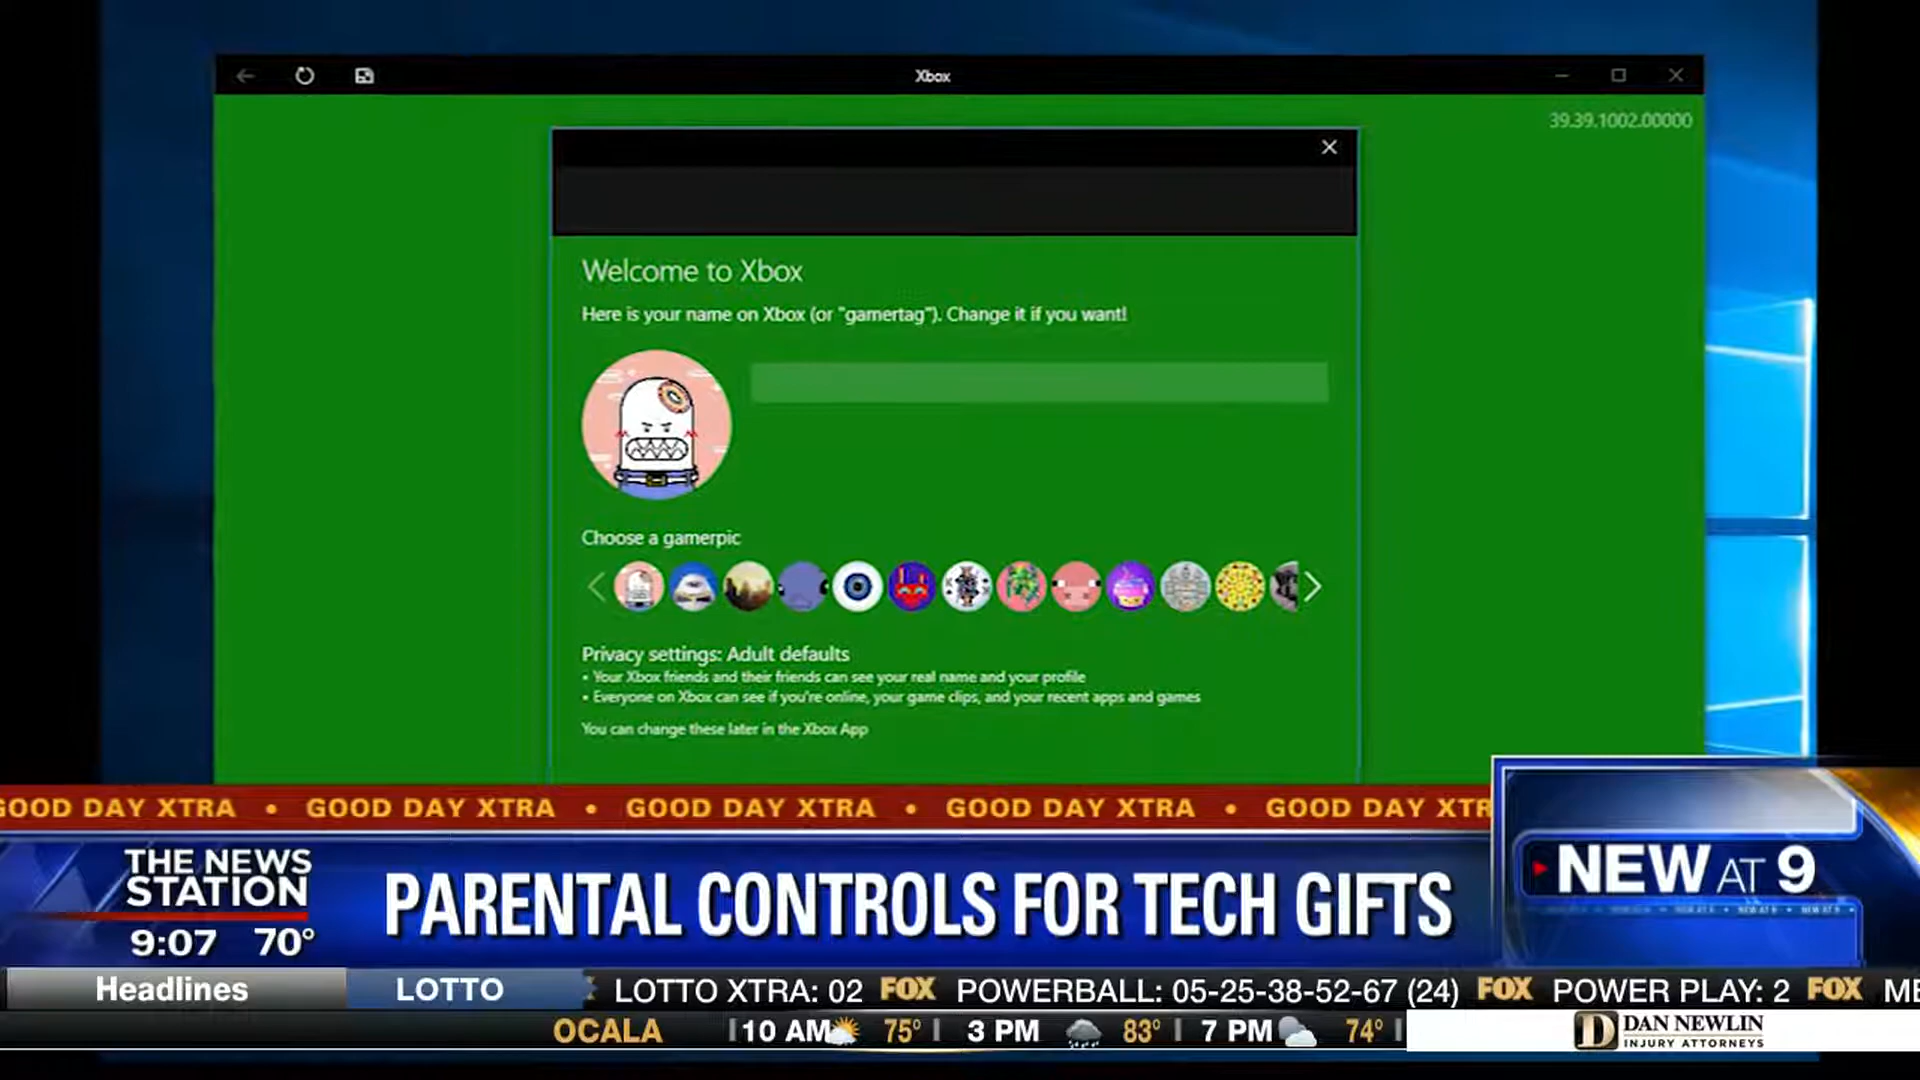 Xbox
39.39.1002.00000
Welcome to Xbox
Here is your name on Xbox (or "gamertag"). Change it if you want!
Choose a gamerpic
Privacy settings: Adult defaults
• Your Xbox friends and their friends can see your real name and your profile
• Everyone on Xbox can see if you're online, your game clips, and your recent apps and games
You can change these later in the Xbox App
GOOD DAY XTRA • GOOD DAY XTRA • GOOD DAY XTRA • GOOD DAY XTRA • GOOD DAY XTR
THE NEWS
STATION
9:07 70°
PARENTAL CONTROLS FOR TECH GIFTS
NEW AT 9
Headlines LOTTO LOTTO XTRA: 02 FOX POWERBALL: 05-25-38-52-67 (24) FOX POWER PLAY: 2 FOX ME
OCALA 10 AM 75° 3 PM 83° 7 PM 74°
D DAN NEWLIN
INJURY ATTORNEYS